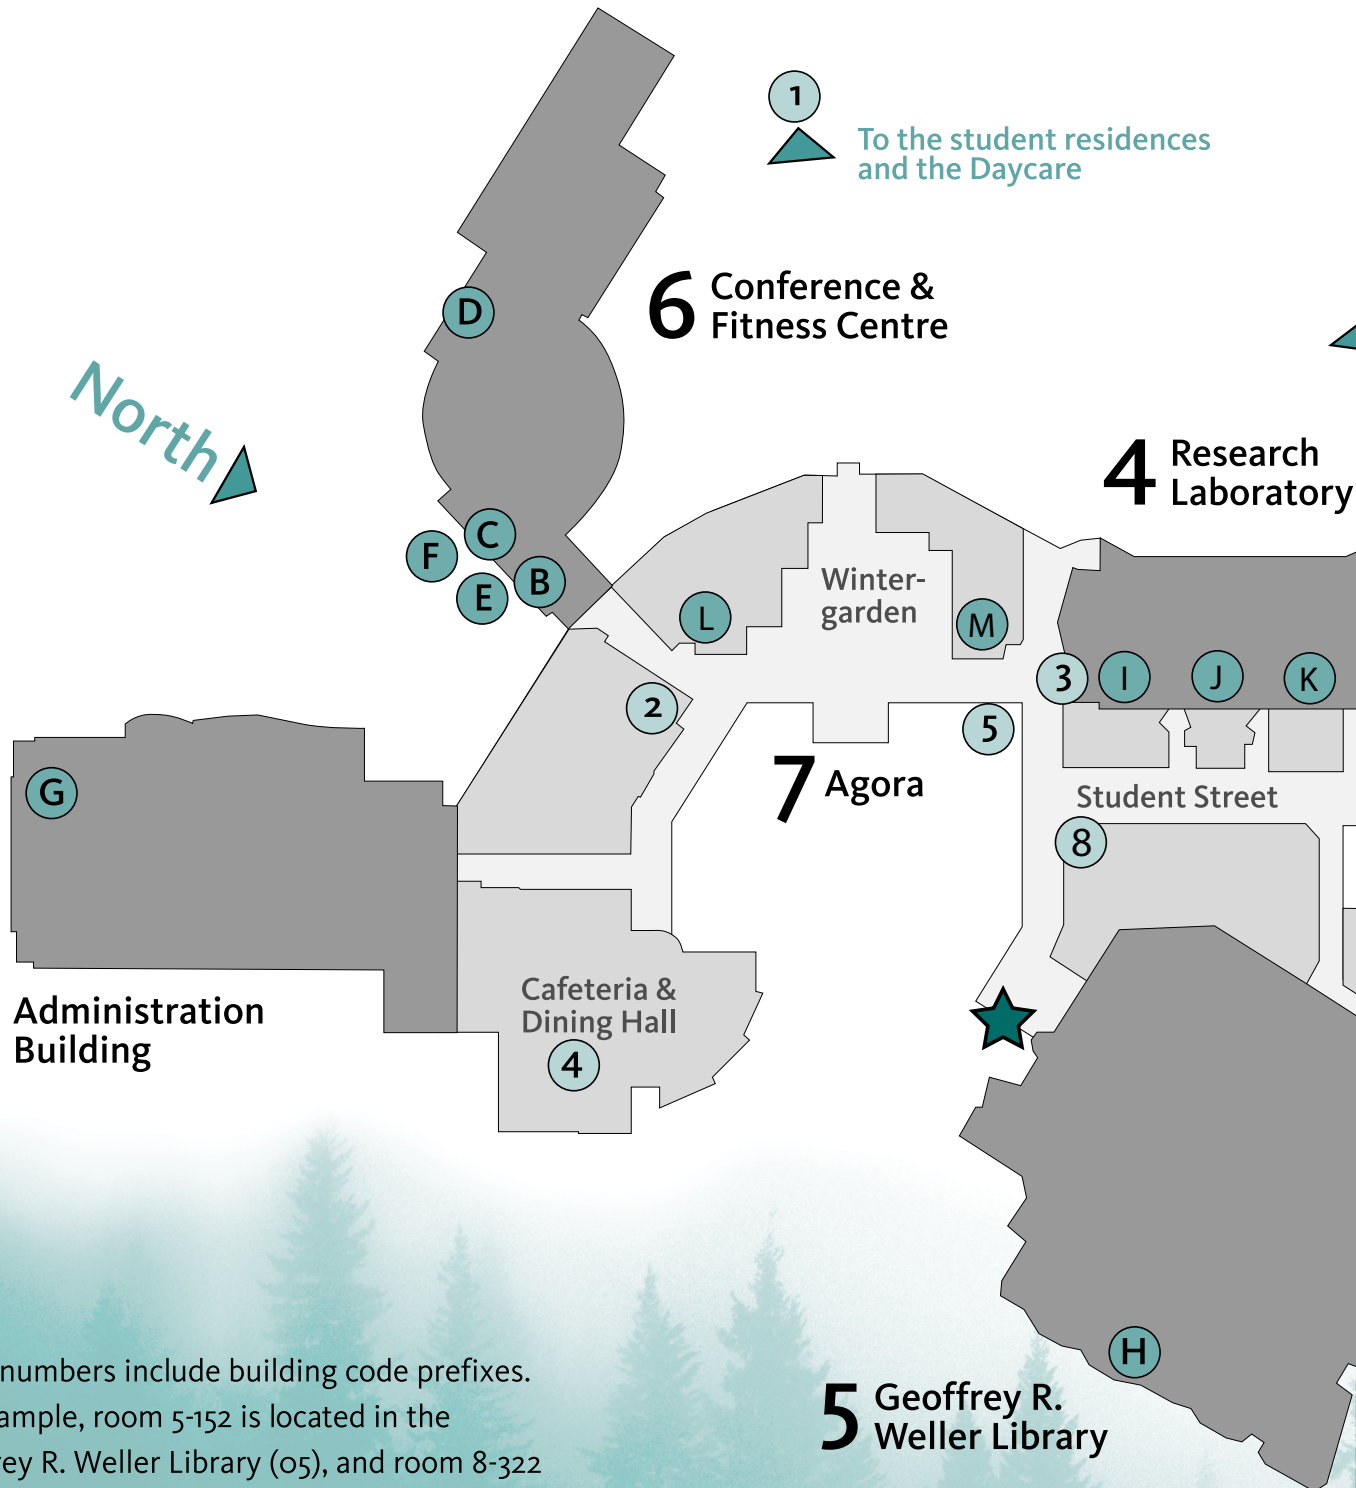 1
To the student residences
and the Daycare
6 Conference &
Fitness Centre
D
North
4 Research
Laboratory
C
F
B
E
Winter-
garden
L
M
3
I
J
K
2
5
7 Agora
G
Student Street
8
Cafeteria &
Dining Hall
4
Administration
Building
H
numbers include building code prefixes.
ample, room 5-152 is located in the
rey R. Weller Library (05), and room 8-322
5 Geoffrey R.
Weller Library